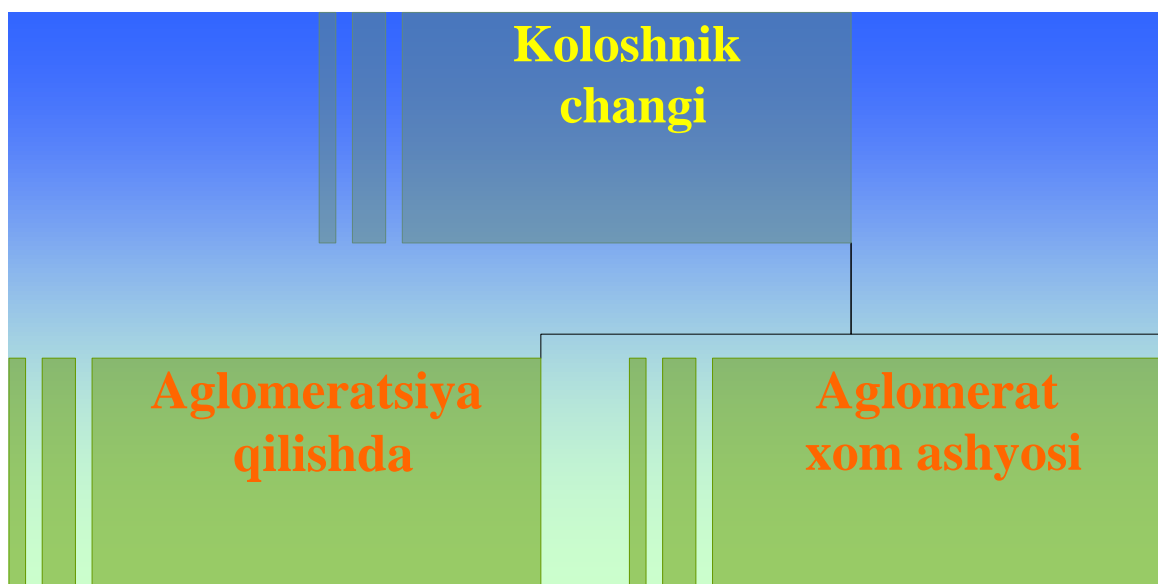 Koloshnik
changi
Aglomeratsiya
qilishda
Aglomerat
xom ashyosi